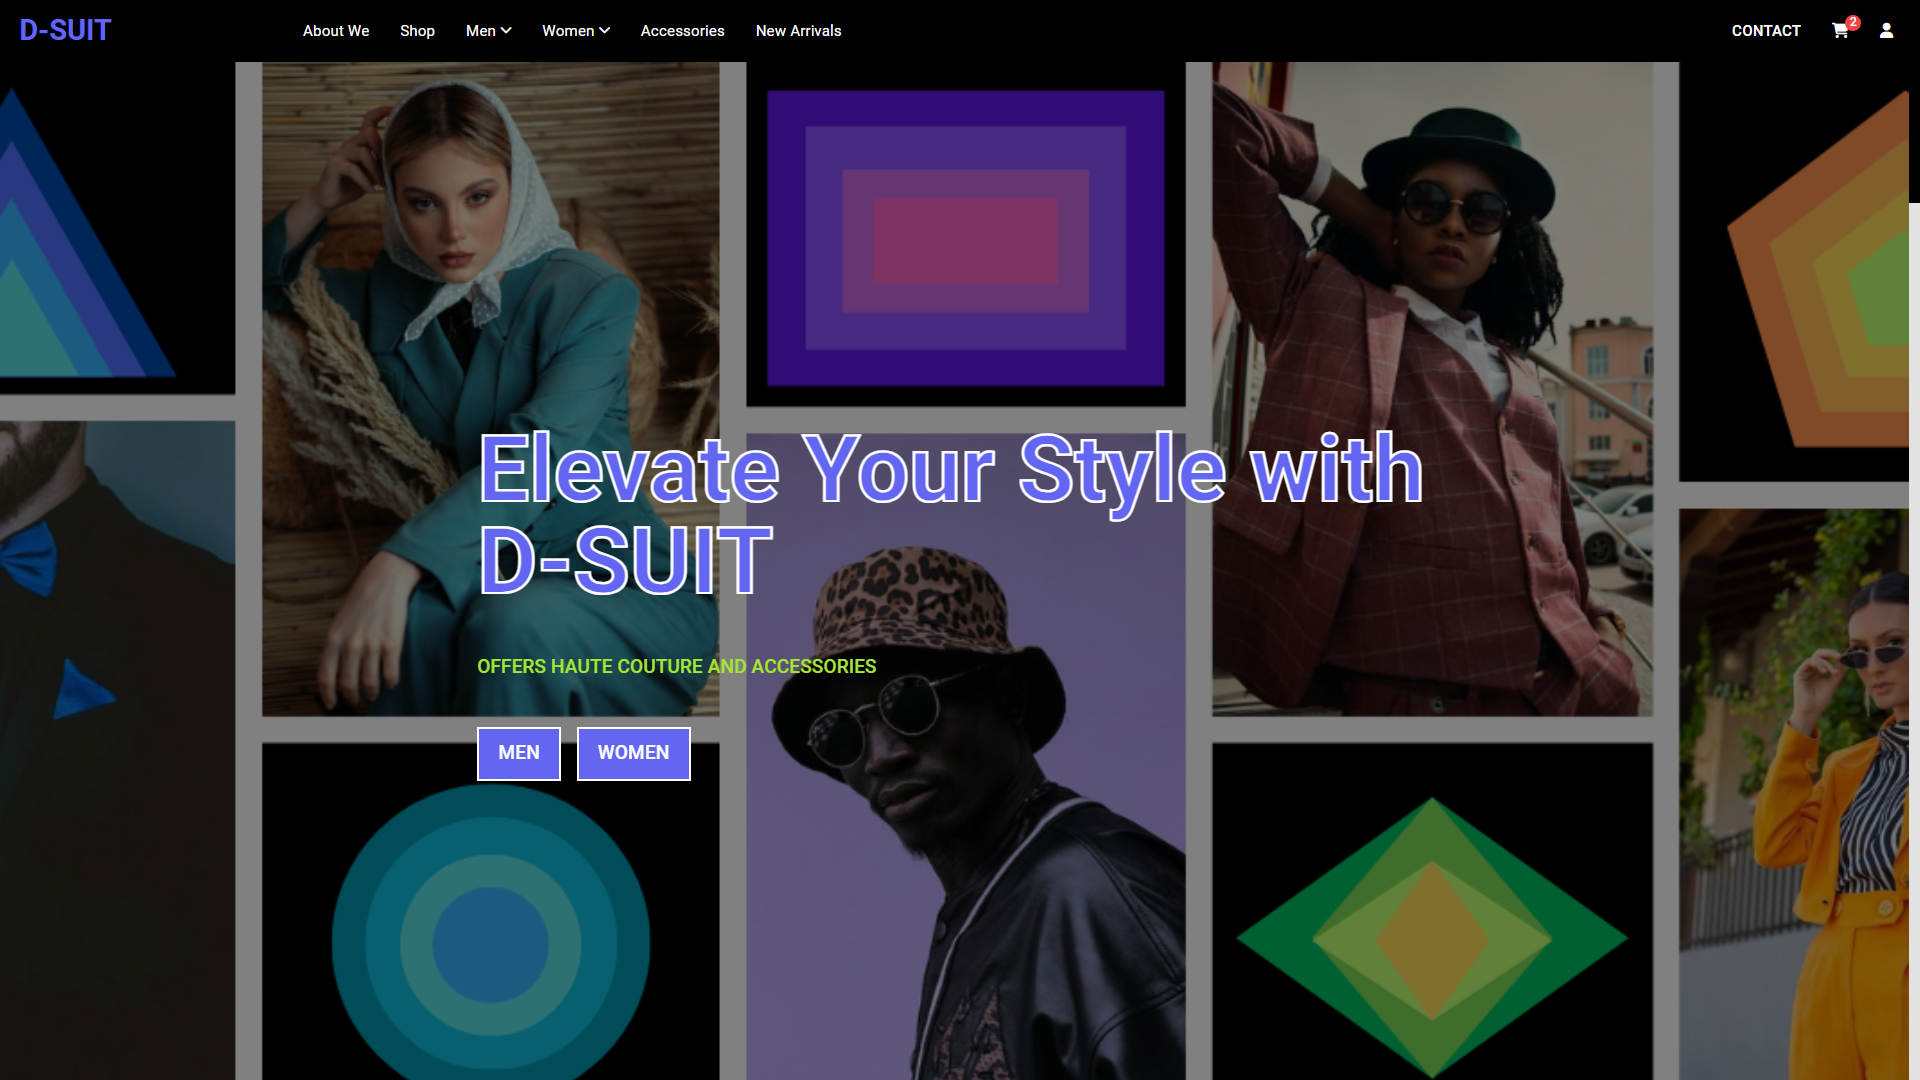 D-SUIT
About We Shop Men Women Accessories New Arrivals
CONTACT 2
Elevate Your Style with
D-SUIT
OFFERS HAUTE COUTURE AND ACCESSORIES
MEN WOMEN